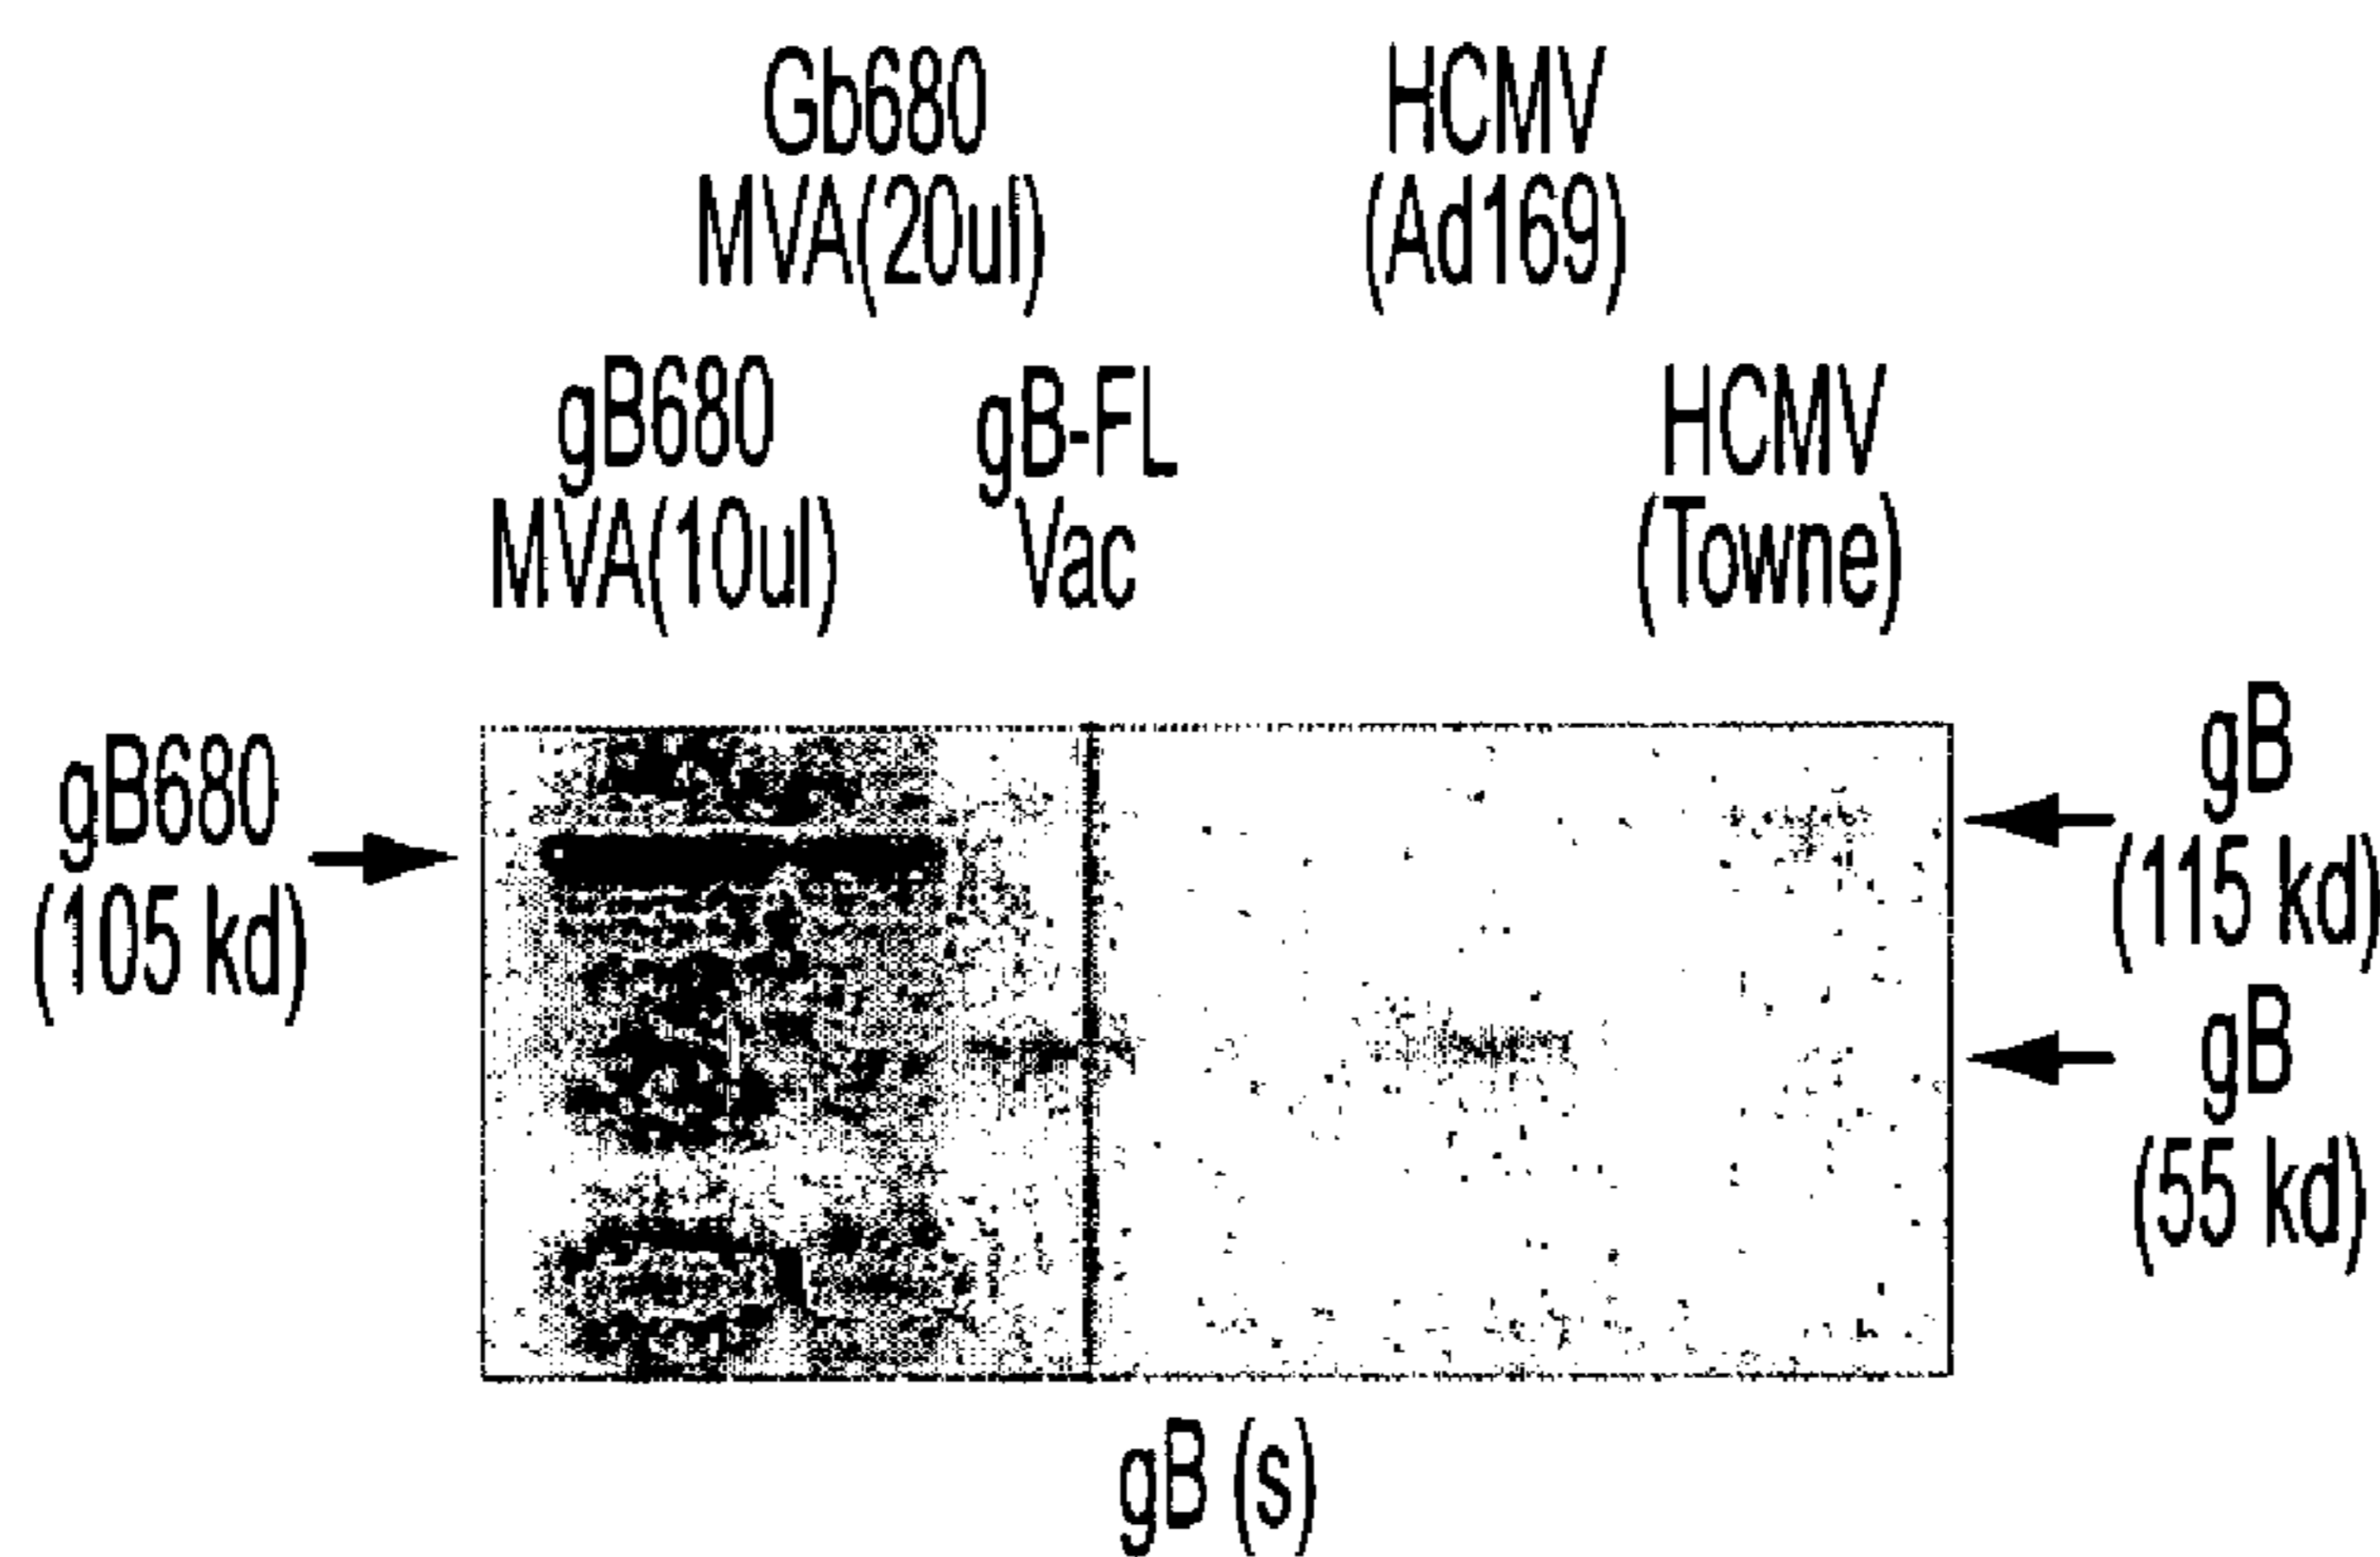 Gb680
MVA(20ul)
HCMV
(Ad169)
gB680
MVA(10ul)
gB-FL
Vac
HCMV
(Towne)
gB680
(105 kd)
gB
(115 kd)
gB
(55 kd)
gB (s)